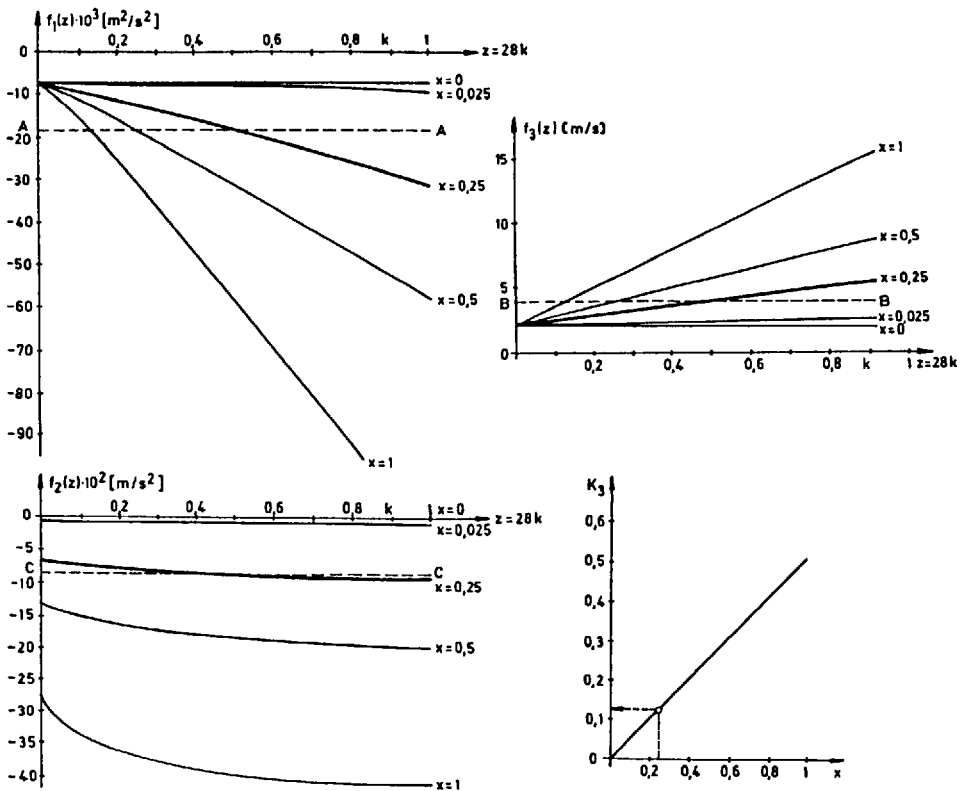 f₁(z)·10³ [m²/s²]
0,2 0,4 0,6 0,8 k 1
z=28k
0
-10
-20
-30
-40
-50
-60
-70
-80
-90
A A
x=0
x=0,025
x=0,25
x=0,5
x=1
f₃(z) [m/s]
15
10
5
0
B B
x=1
x=0,5
x=0,25
x=0,025
x=0
0,2 0,4 0,6 0,8 k 1 z=28k
f₂(z)·10² [m/s²]
0,2 0,4 0,6 0,8 k 1
z=28k
0
-5
-10
-15
-20
-25
-30
-35
-40
C C
x=0
x=0,025
x=0,25
x=0,5
x=1
K₃
0,6
0,5
0,4
0,3
0,2
0,1
0
0,2 0,4 0,6 0,8 1 x